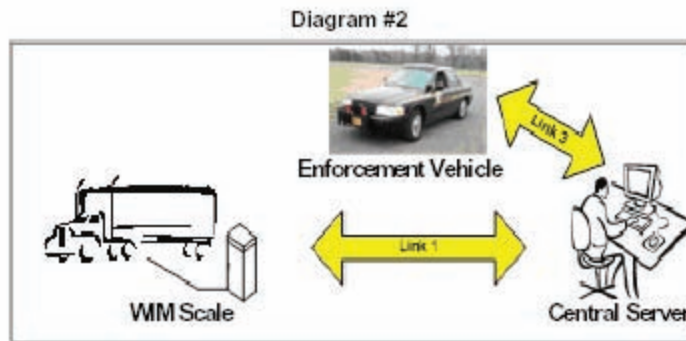 Diagram #2
Enforcement Vehicle
Link 3
Link 1
WIM Scale
Central Server